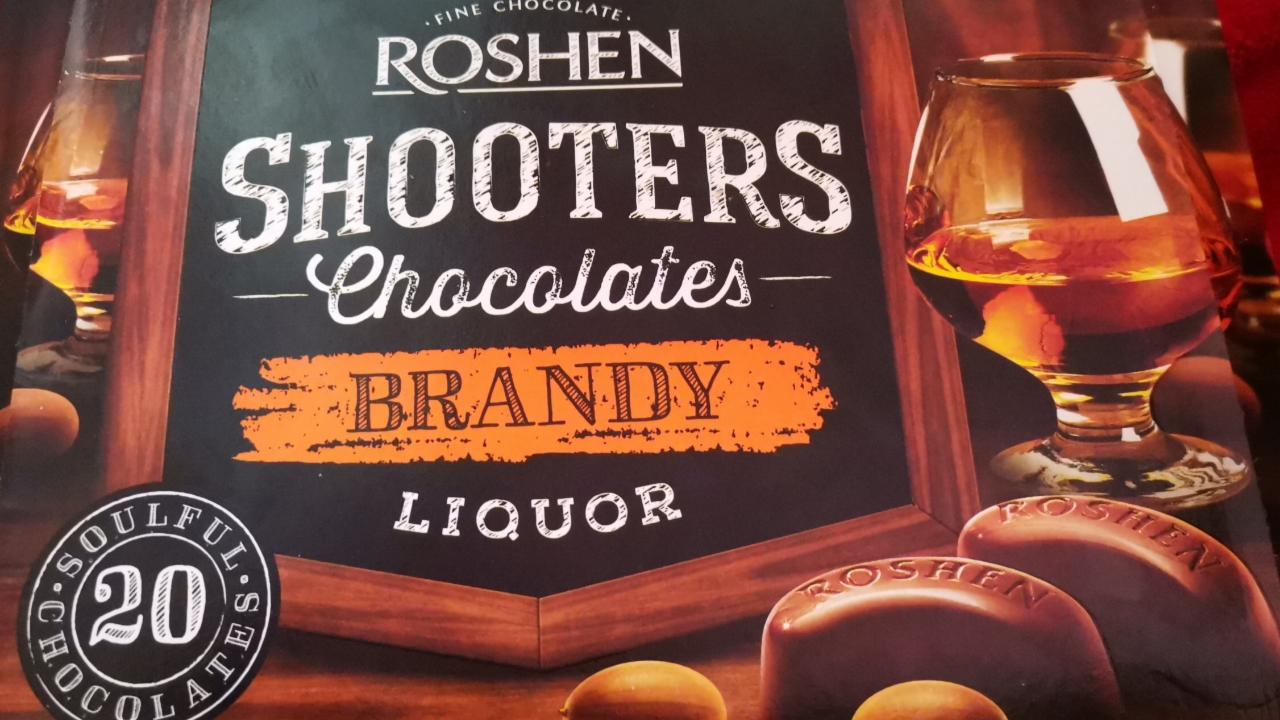 ·FINE CHOCOLATE·
ROSHEN
SHOOTERS
Chocolates
BRANDY
LIQUOR
·SOULFUL·
20
CHOCOLATES
ROSHEN
ROSHEN